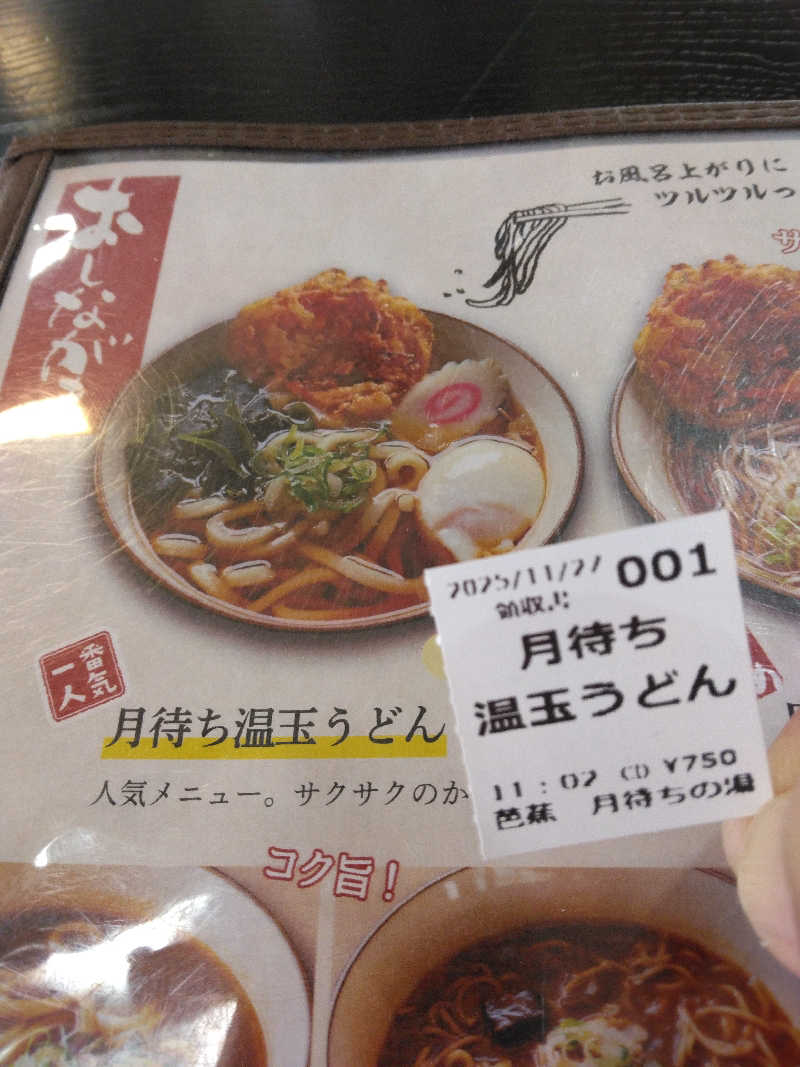 おしなが
お風呂上がりに
ツルツルっ
サ
一番人気
月待ち温玉うどん
人気メニュー。サクサクのか
コク旨!
2025/11/27 001
領収書
月待ち
温玉うどん
11:02 CD ¥750
芭蕉 月待ちの湯